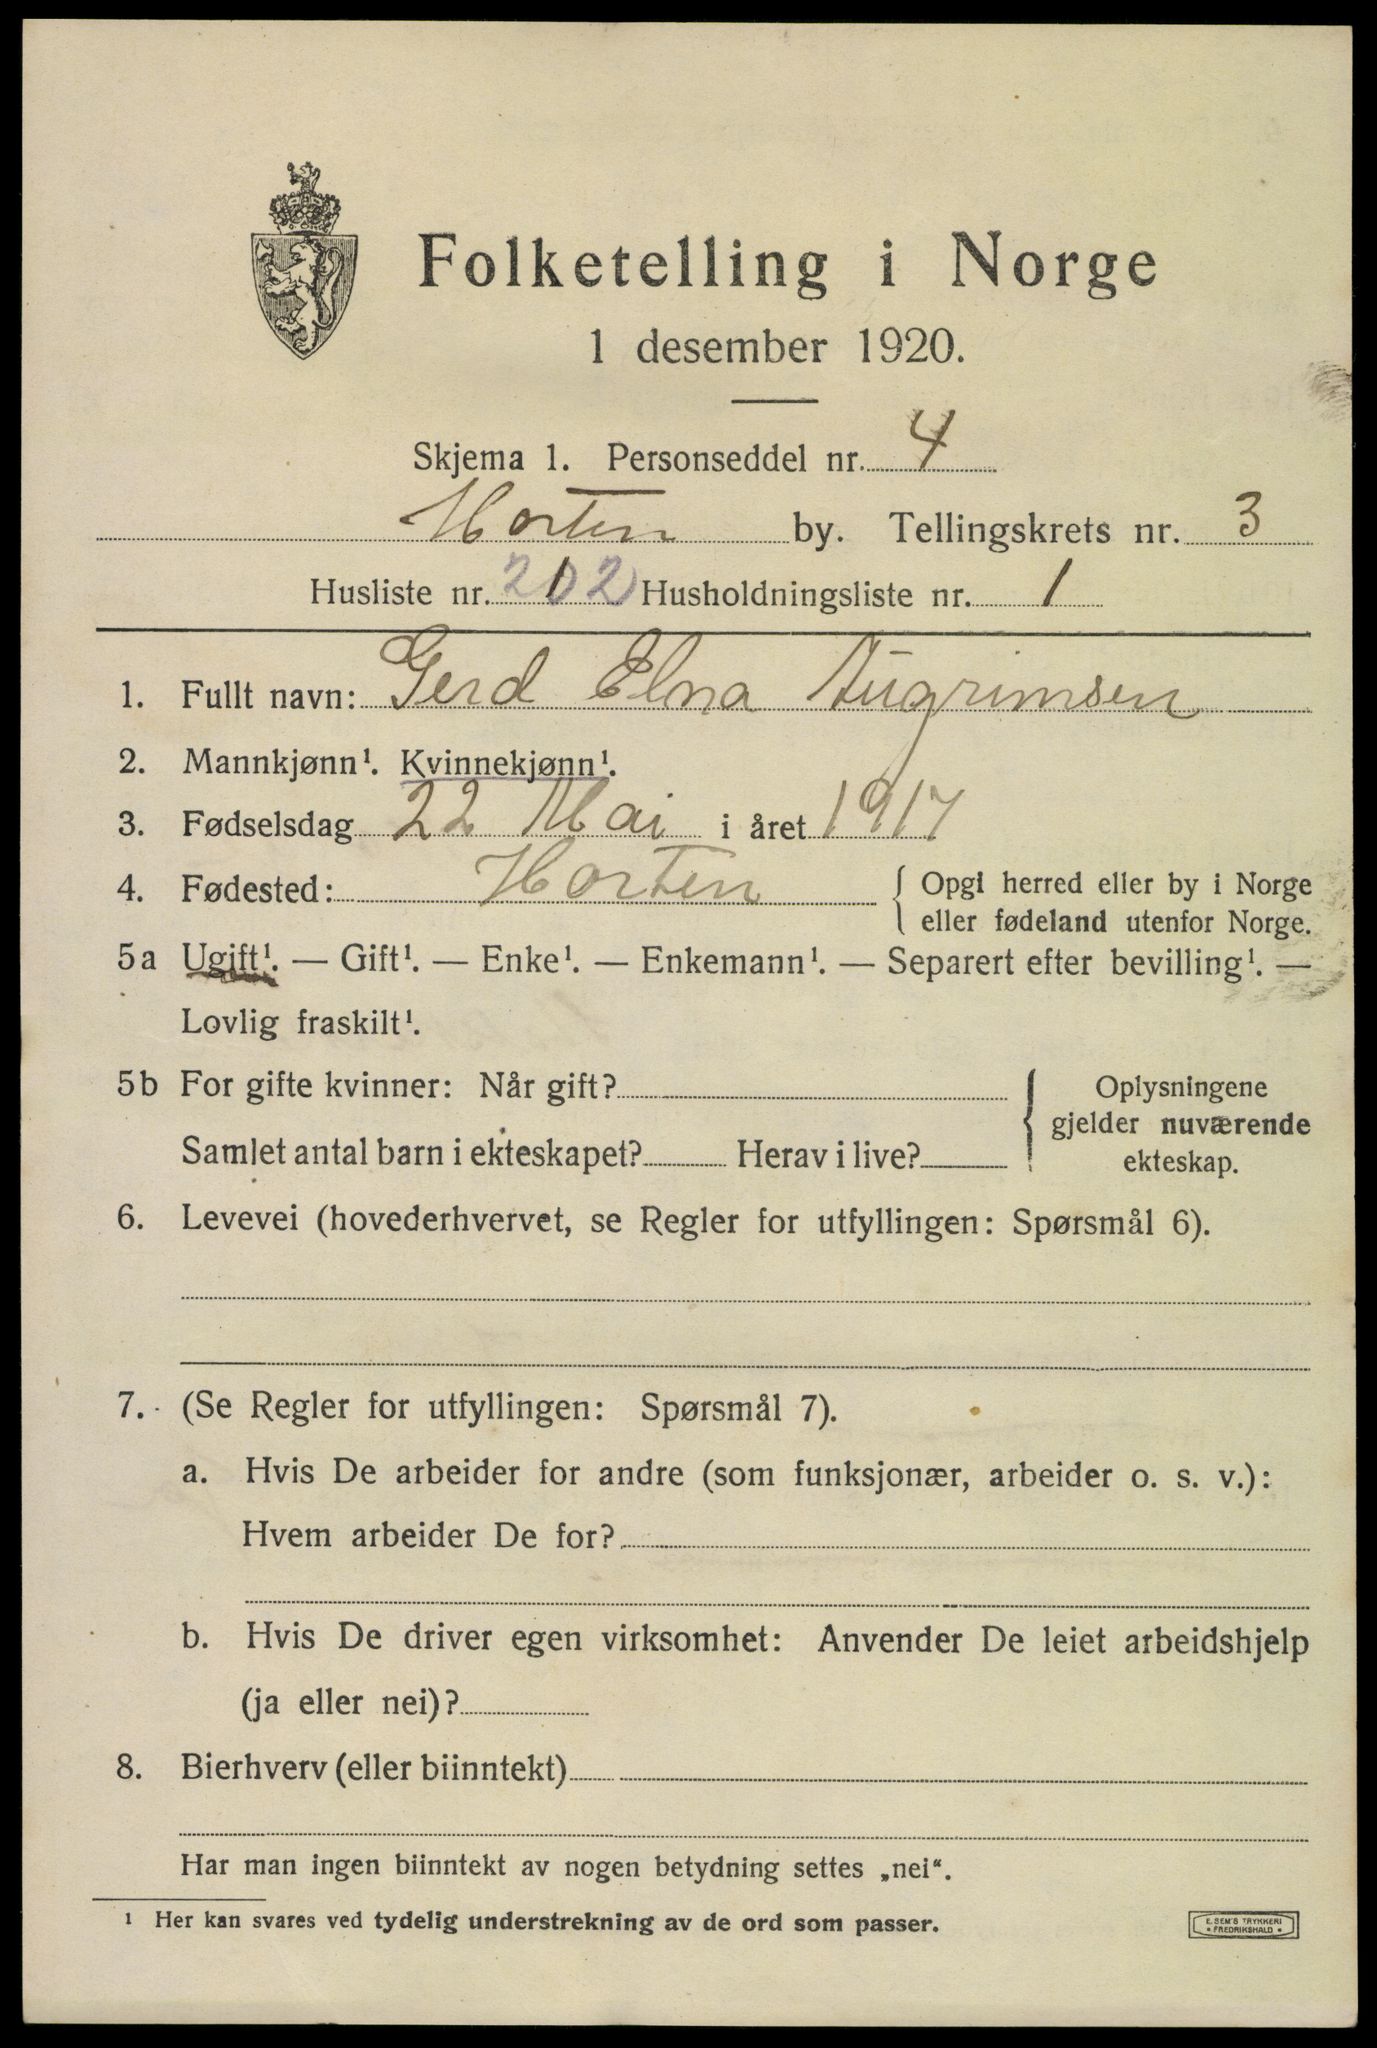 Folketelling i Norge
1 desember 1920.
Skjema 1. Personseddel nr. 4
Horten by. Tellingskrets nr. 3
Husliste nr. 202 Husholdningsliste nr. 1
1. Fullt navn: Gerd Elna
2. Mannkjønn¹. Kvinnekjønn¹.
3. Fødselsdag 22 Mai i året 1917
4. Fødested: Horten { Opgi herred eller by i Norge
eller fødeland utenfor Norge.
5a Ugift¹. — Gift¹. — Enke¹. — Enkemann¹. — Separert efter bevilling¹. —
Lovlig fraskilt¹.
5b For gifte kvinner: Når gift? { Oplysningene
gjelder nuværende
Samlet antal barn i ekteskapet? Herav i live? ekteskap.
6. Levevei (hovederhvervet, se Regler for utfyllingen: Spørsmål 6).
7. (Se Regler for utfyllingen: Spørsmål 7).
a. Hvis De arbeider for andre (som funksjonær, arbeider o. s. v.):
Hvem arbeider De for?
b. Hvis De driver egen virksomhet: Anvender De leiet arbeidshjelp
(ja eller nei)?
8. Bierhverv (eller biinntekt)
Har man ingen biinntekt av nogen betydning settes „nei“.
¹ Her kan svares ved tydelig understrekning av de ord som passer.
E. SEM'S TRYKKERI
• FREDRIKSHALD •